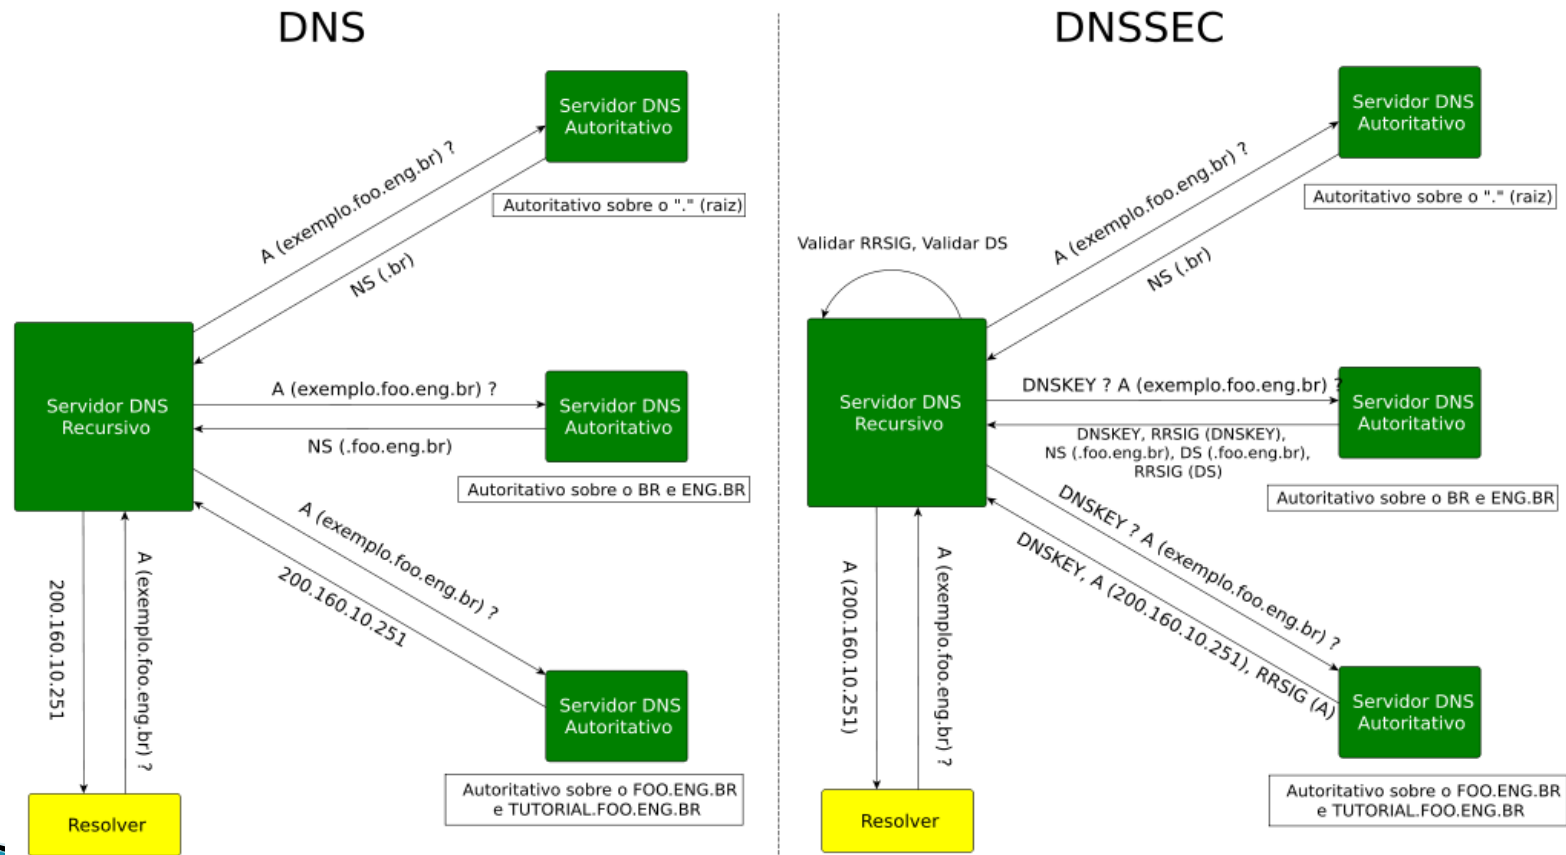 DNS
Servidor DNS
Autoritativo
A (exemplo.foo.eng.br) ?
NS (.br)
Autoritativo sobre o "." (raiz)
Servidor DNS
Recursivo
A (exemplo.foo.eng.br) ?
NS (.foo.eng.br)
Servidor DNS
Autoritativo
Autoritativo sobre o BR e ENG.BR
A (exemplo.foo.eng.br) ?
200.160.10.251
200.160.10.251
A (exemplo.foo.eng.br) ?
Servidor DNS
Autoritativo
Autoritativo sobre o FOO.ENG.BR
e TUTORIAL.FOO.ENG.BR
Resolver
DNSSEC
Servidor DNS
Autoritativo
A (exemplo.foo.eng.br) ?
NS (.br)
Autoritativo sobre o "." (raiz)
Validar RRSIG, Validar DS
Servidor DNS
Recursivo
DNSKEY ? A (exemplo.foo.eng.br) ?
DNSKEY, RRSIG (DNSKEY),
NS (.foo.eng.br), DS (.foo.eng.br),
RRSIG (DS)
Servidor DNS
Autoritativo
Autoritativo sobre o BR e ENG.BR
DNSKEY ? A (exemplo.foo.eng.br) ?
DNSKEY, A (200.160.10.251), RRSIG (A)
A (200.160.10.251)
A (exemplo.foo.eng.br) ?
Servidor DNS
Autoritativo
Autoritativo sobre o FOO.ENG.BR
e TUTORIAL.FOO.ENG.BR
Resolver